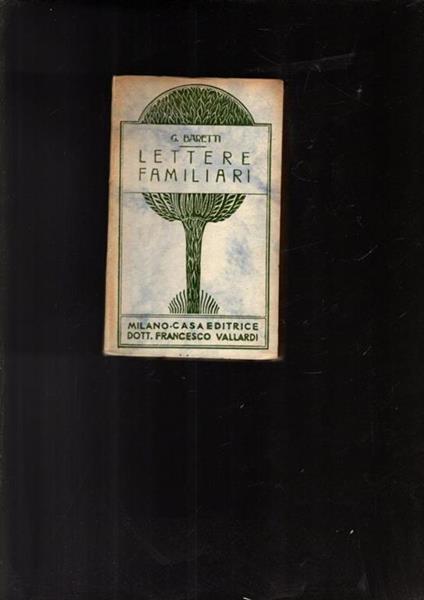 G. BARETTI
LETTERE
FAMILIARI
MILANO-CASA EDITRICE
DOTT. FRANCESCO VALLARDI